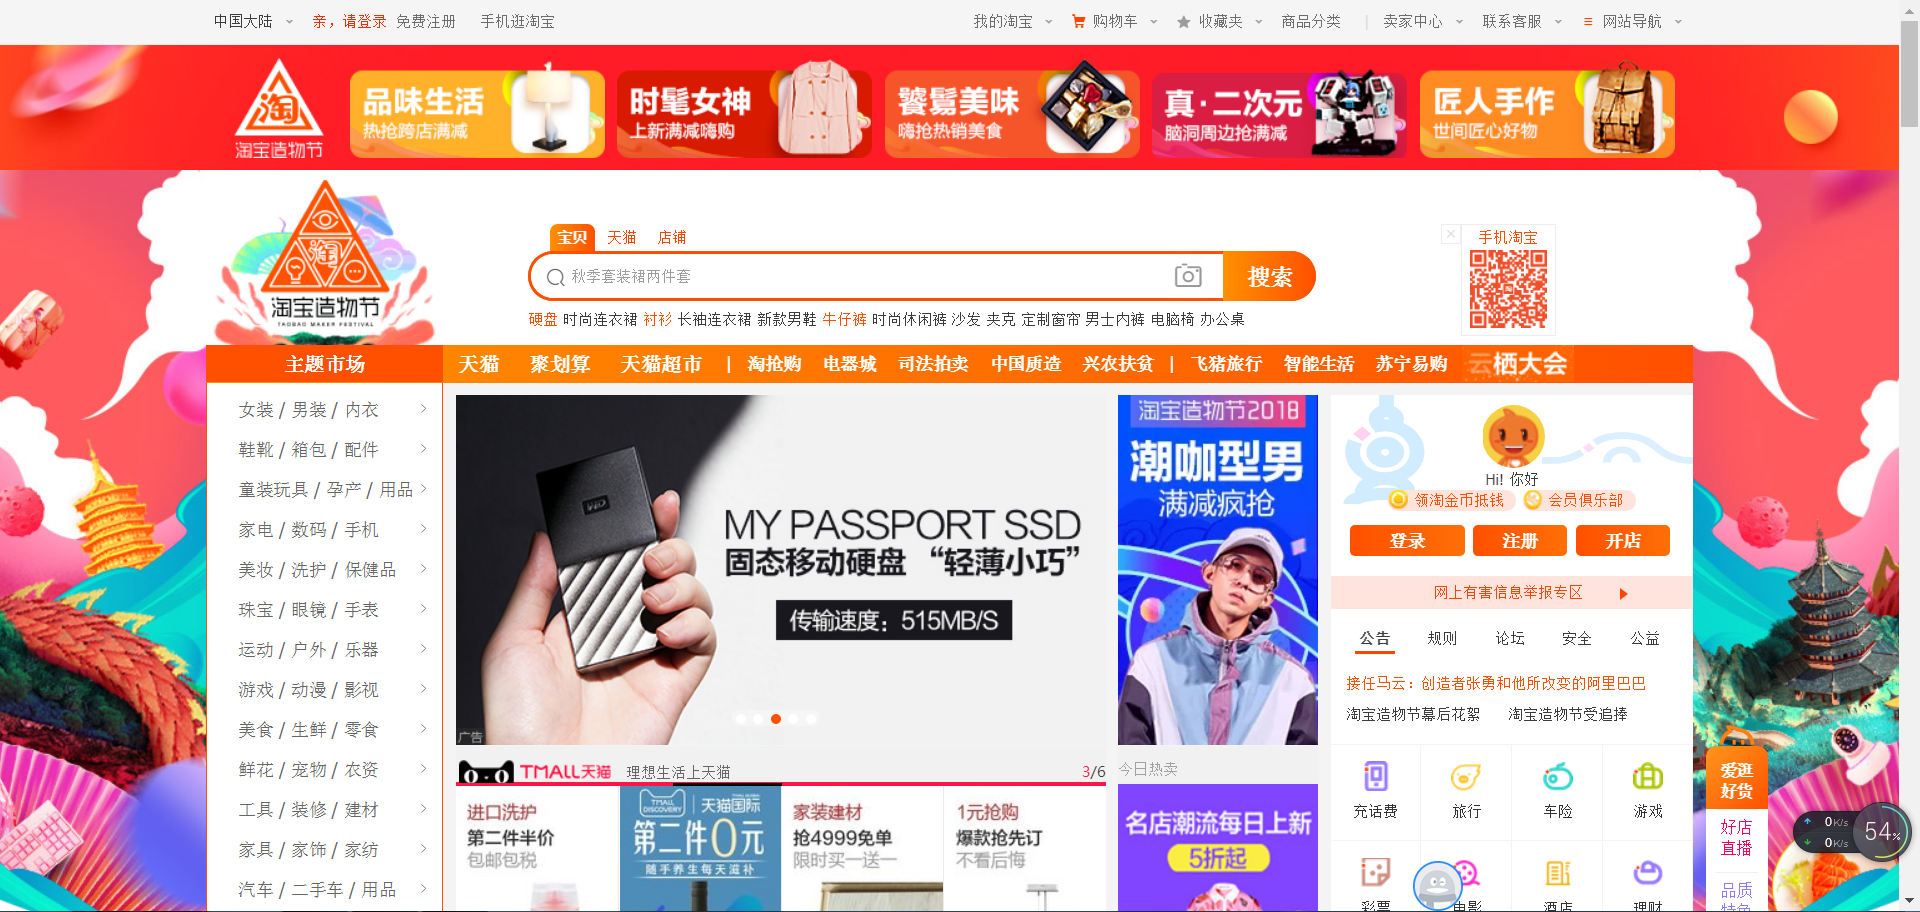 中国大陆 亲，请登录 免费注册 手机逛淘宝 我的淘宝 购物车 收藏夹 商品分类 | 卖家中心 联系客服 网站导航
淘
淘宝造物节
品味生活
热抢跨店满减
时髦女神
上新满减嗨购
饕鬄美味
嗨抢热销美食
真·二次元
脑洞周边抢满减
匠人手作
世间匠心好物
淘
淘宝造物节
TAOBAO MAKER FESTIVAL
宝贝 天猫 店铺
秋季套装裙两件套
搜索
硬盘 时尚连衣裙 衬衫 长袖连衣裙 新款男鞋 牛仔裤 时尚休闲裤 沙发 夹克 定制窗帘 男士内裤 电脑椅 办公桌
手机淘宝
主题市场 天猫 聚划算 天猫超市 | 淘抢购 电器城 司法拍卖 中国质造 兴农扶贫 | 飞猪旅行 智能生活 苏宁易购 云栖大会
女装 / 男装 / 内衣
鞋靴 / 箱包 / 配件
童装玩具 / 孕产 / 用品
家电 / 数码 / 手机
美妆 / 洗护 / 保健品
珠宝 / 眼镜 / 手表
运动 / 户外 / 乐器
游戏 / 动漫 / 影视
美食 / 生鲜 / 零食
鲜花 / 宠物 / 农资
工具 / 装修 / 建材
家具 / 家饰 / 家纺
汽车 / 二手车 / 用品
WD
MY PASSPORT SSD
固态移动硬盘 “轻薄小巧”
传输速度：515MB/S
广告
TMALL天猫 理想生活上天猫 3/6
进口洗护
第二件半价
包邮包税
TMALL DISCOVERY 天猫国际
第二件0元
随手养生每天滋补
家装建材
抢4999免单
限时买一送一
1元抢购
爆款抢先订
不看后悔
淘宝造物节2018
潮咖型男
满减疯抢
今日热卖
名店潮流每日上新
5折起
Hi! 你好
领淘金币抵钱 会员俱乐部
登录 注册 开店
网上有害信息举报专区
公告 规则 论坛 安全 公益
接任马云：创造者张勇和他所改变的阿里巴巴
淘宝造物节幕后花絮 淘宝造物节受追捧
充话费 旅行 车险 游戏
彩票 电影 酒店 理财
爱逛
好货
好店
直播
品质
特色
0K/s
0K/s
54%